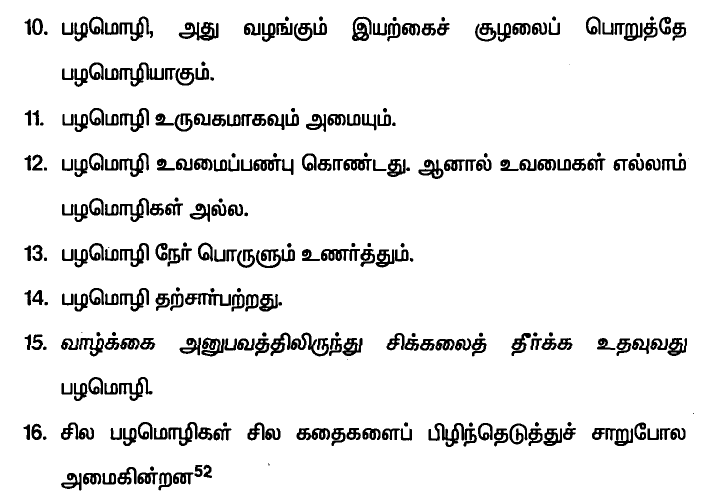 10. பழமொழி, அது வழங்கும் இயற்கைச் சூழலைப் பொறுத்தே
பழமொழியாகும்.
11. பழமொழி உருவகமாகவும் அமையும்.
12. பழமொழி உவமைப்பண்பு கொண்டது. ஆனால் உவமைகள் எல்லாம்
பழமொழிகள் அல்ல.
13. பழமொழி நேர் பொருளும் உணர்த்தும்.
14. பழமொழி தற்சார்பற்றது.
15. வாழ்க்கை அனுபவத்திலிருந்து சிக்கலைத் தீர்க்க உதவுவது
பழமொழி.
16. சில பழமொழிகள் சில கதைகளைப் பிழிந்தெடுத்துச் சாறுபோல
அமைகின்றன52